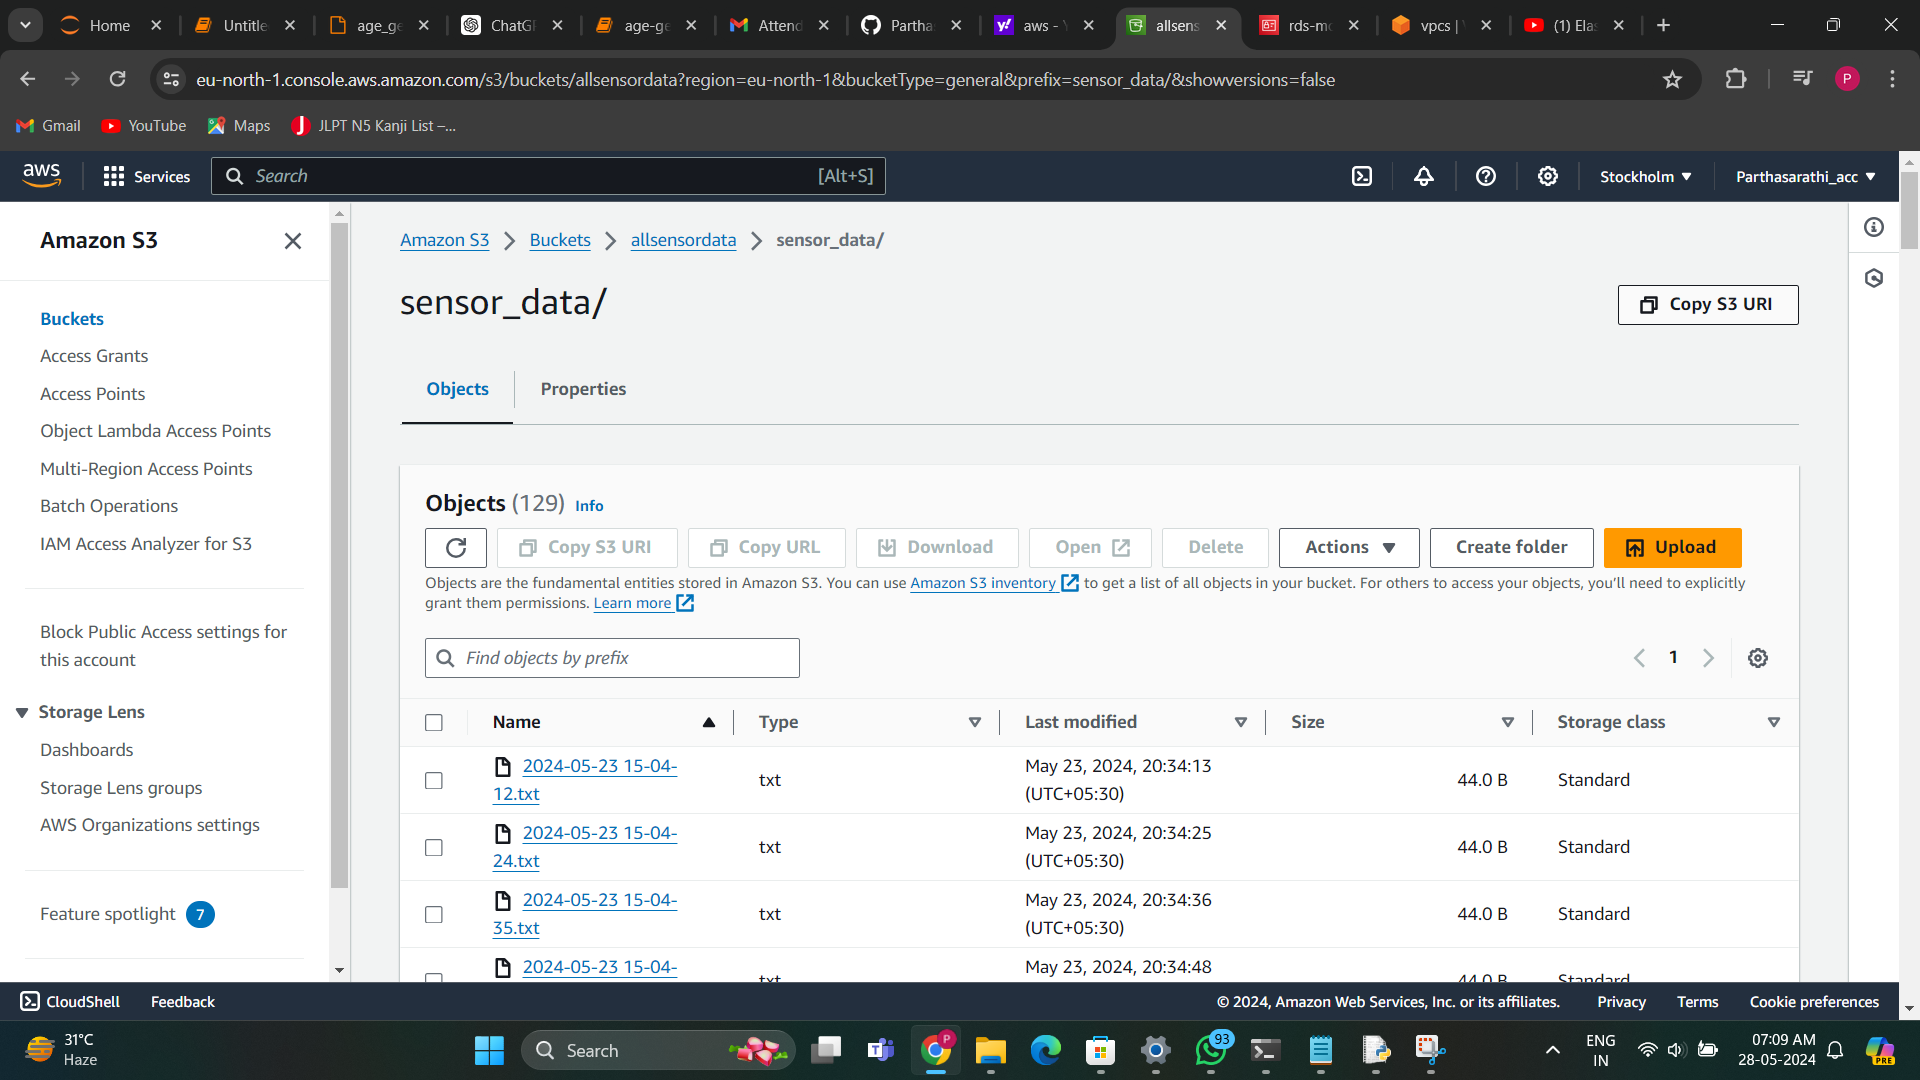 Home
Untitle
age_ge
ChatGP
age-ge
Attend
Partha
aws - Y
allsens
rds-mo
vpcs | V
(1) Elas
eu-north-1.console.aws.amazon.com/s3/buckets/allsensordata?region=eu-north-1&bucketType=general&prefix=sensor_data/&showversions=false
P
Gmail
YouTube
Maps
JLPT N5 Kanji List –...
aws
Services
Search
[Alt+S]
Stockholm
Parthasarathi_acc
Amazon S3
Buckets
Access Grants
Access Points
Object Lambda Access Points
Multi-Region Access Points
Batch Operations
IAM Access Analyzer for S3
Block Public Access settings for
this account
Storage Lens
Dashboards
Storage Lens groups
AWS Organizations settings
Feature spotlight 7
Amazon S3 > Buckets > allsensordata > sensor_data/
sensor_data/
Copy S3 URI
Objects
Properties
Objects (129) Info
Copy S3 URI
Copy URL
Download
Open
Delete
Actions
Create folder
Upload
Objects are the fundamental entities stored in Amazon S3. You can use Amazon S3 inventory to get a list of all objects in your bucket. For others to access your objects, you’ll need to explicitly
grant them permissions. Learn more
Find objects by prefix
1
Name Type Last modified Size Storage class
2024-05-23 15-04-
12.txt
txt
May 23, 2024, 20:34:13
(UTC+05:30)
44.0 B
Standard
2024-05-23 15-04-
24.txt
txt
May 23, 2024, 20:34:25
(UTC+05:30)
44.0 B
Standard
2024-05-23 15-04-
35.txt
txt
May 23, 2024, 20:34:36
(UTC+05:30)
44.0 B
Standard
2024-05-23 15-04-
txt
May 23, 2024, 20:34:48
44.0 B
Standard
CloudShell
Feedback
© 2024, Amazon Web Services, Inc. or its affiliates.
Privacy
Terms
Cookie preferences
31°C
Haze
Search
P
93
ENG
IN
07:09 AM
28-05-2024
PRE